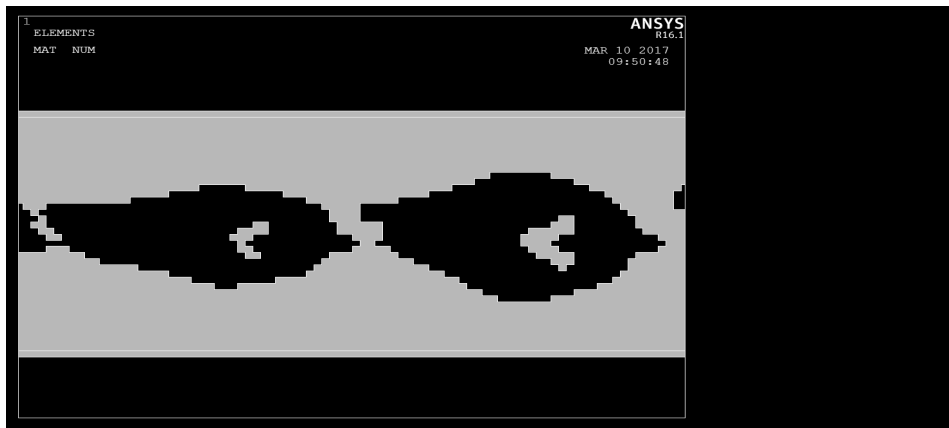 1
ELEMENTS
MAT NUM
ANSYS
R16.1
MAR 10 2017
09:50:48